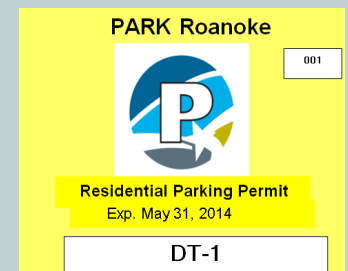 PARK Roanoke
001
P
Residential Parking Permit
Exp. May 31, 2014
DT-1